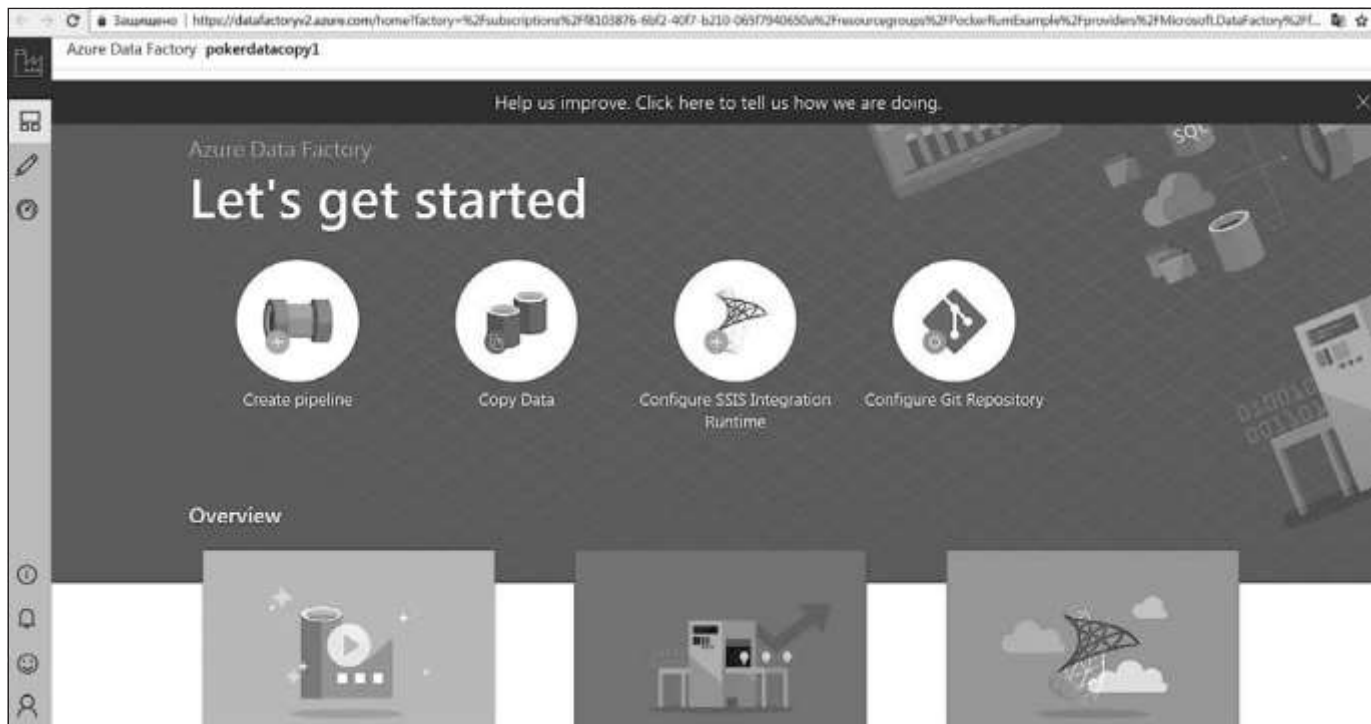 Защищено | https://datafactoryv2.azure.com/home?factory=%2Fsubscriptions%2Ff8103876-6bf2-40f7-b210-065f7940650a%2Fresourcegroups%2FPockerRumExample%2Fproviders%2FMicrosoft.DataFactory%2Ff...
Azure Data Factory pokerdatacopy1
Help us improve. Click here to tell us how we are doing.
Azure Data Factory
Let's get started
SQL
Create pipeline
Copy Data
Configure SSIS Integration Runtime
Configure Git Repository
Overview